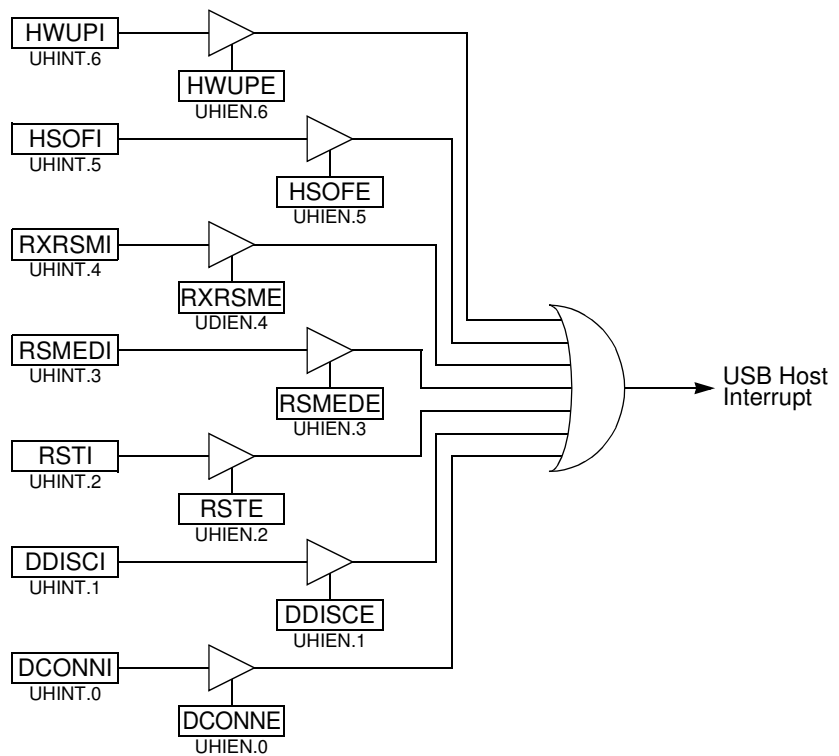 HWUPI
UHINT.6
HWUPE
UHIEN.6
HSOFI
UHINT.5
HSOFE
UHIEN.5
RXRSMI
UHINT.4
RXRSME
UDIEN.4
RSMEDI
UHINT.3
RSMEDE
UHIEN.3
USB Host
Interrupt
RSTI
UHINT.2
RSTE
UHIEN.2
DDISCI
UHINT.1
DDISCE
UHIEN.1
DCONNI
UHINT.0
DCONNE
UHIEN.0